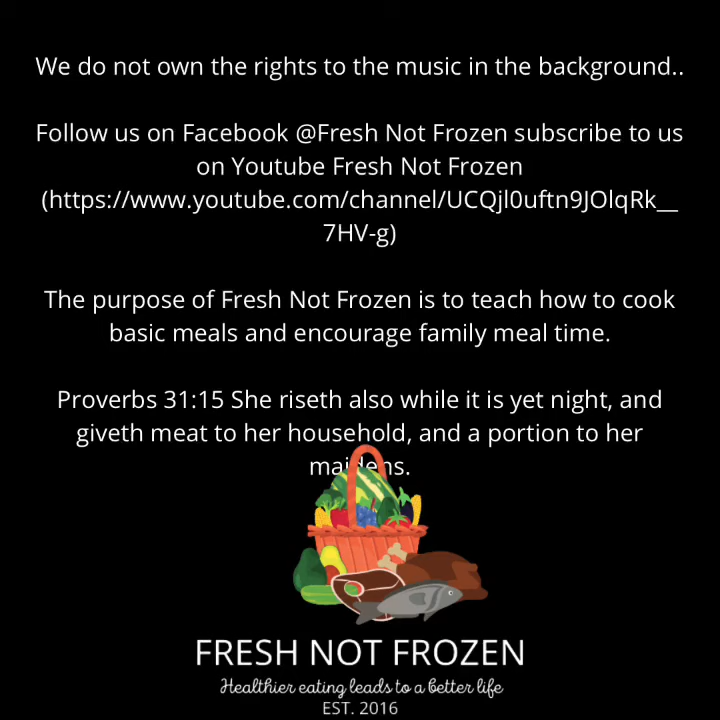 We do not own the rights to the music in the background..
Follow us on Facebook @Fresh Not Frozen subscribe to us
on Youtube Fresh Not Frozen
(https://www.youtube.com/channel/UCQjl0uftn9JOlqRk__
7HV-g)
The purpose of Fresh Not Frozen is to teach how to cook
basic meals and encourage family meal time.
Proverbs 31:15 She riseth also while it is yet night, and
giveth meat to her household, and a portion to her
maidens.
FRESH NOT FROZEN
Healthier eating leads to a better life
EST. 2016